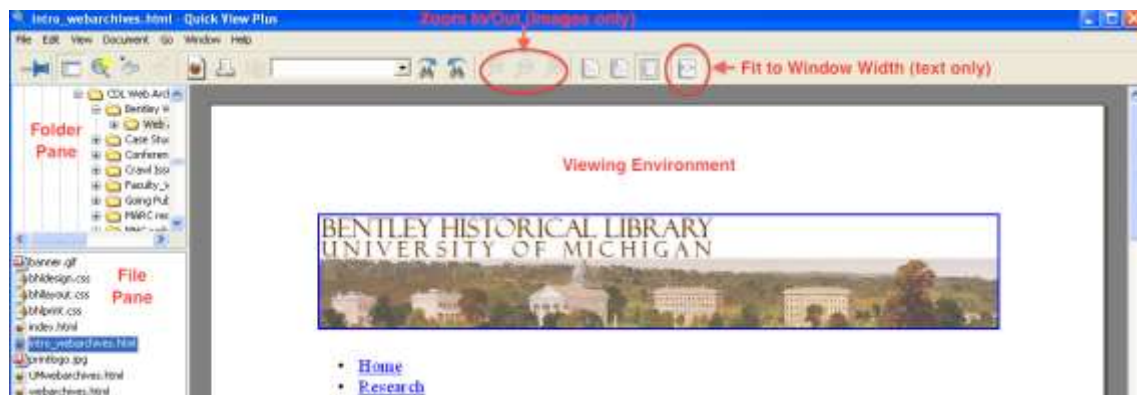 intro_webarchives.html - Quick View Plus
Zoom In/Out (images only)
File Edit View Document Go Window Help
Fit to Window Width (text only)
CDL Web Arc
Bentley W
Web
Case Stu
Conferen
Crawl Iss
Faculty_
Going Pub
MARC rec
Folder
Pane
Viewing Environment
BENTLEY HISTORICAL LIBRARY
UNIVERSITY OF MICHIGAN
banner.gif
bhldesign.css
bhllayout.css
bhlprint.css
index.html
intro_webarchives.html
printlogo.jpg
UMwebarchives.html
webarchives.html
File
Pane
• Home
• Research